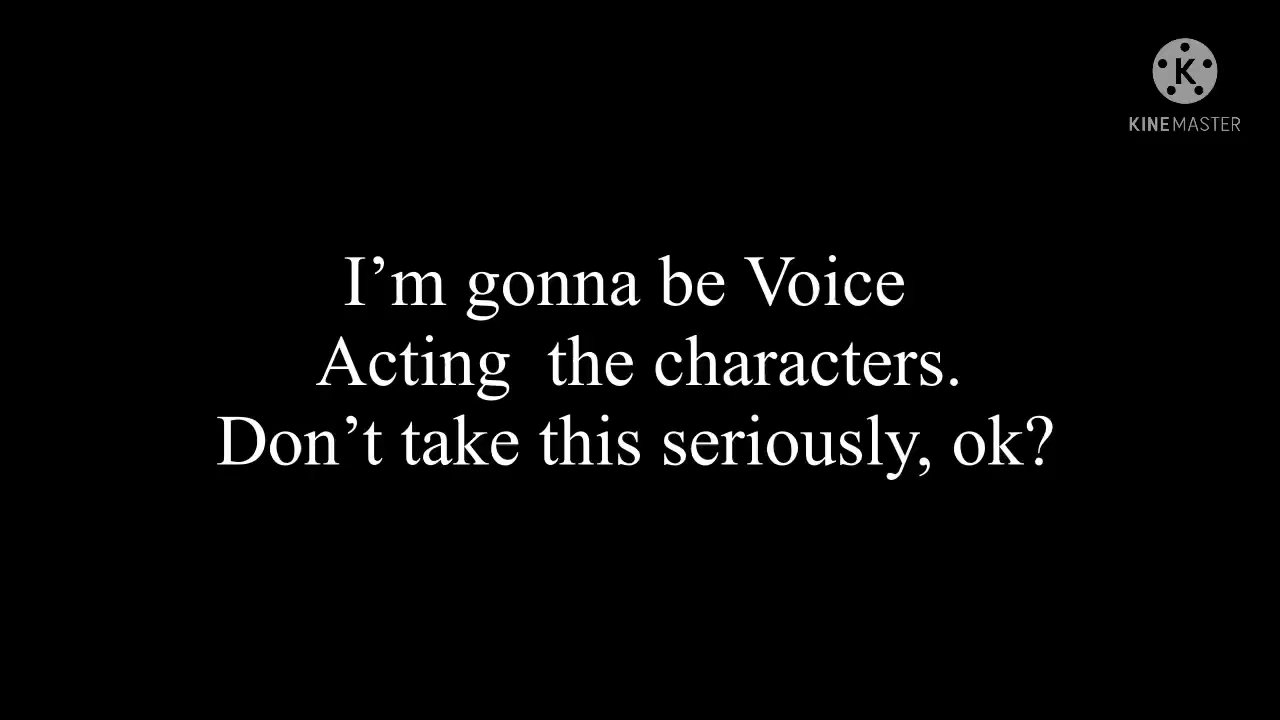 K
KINEMASTER
I’m gonna be Voice
Acting  the characters.
Don’t take this seriously, ok?